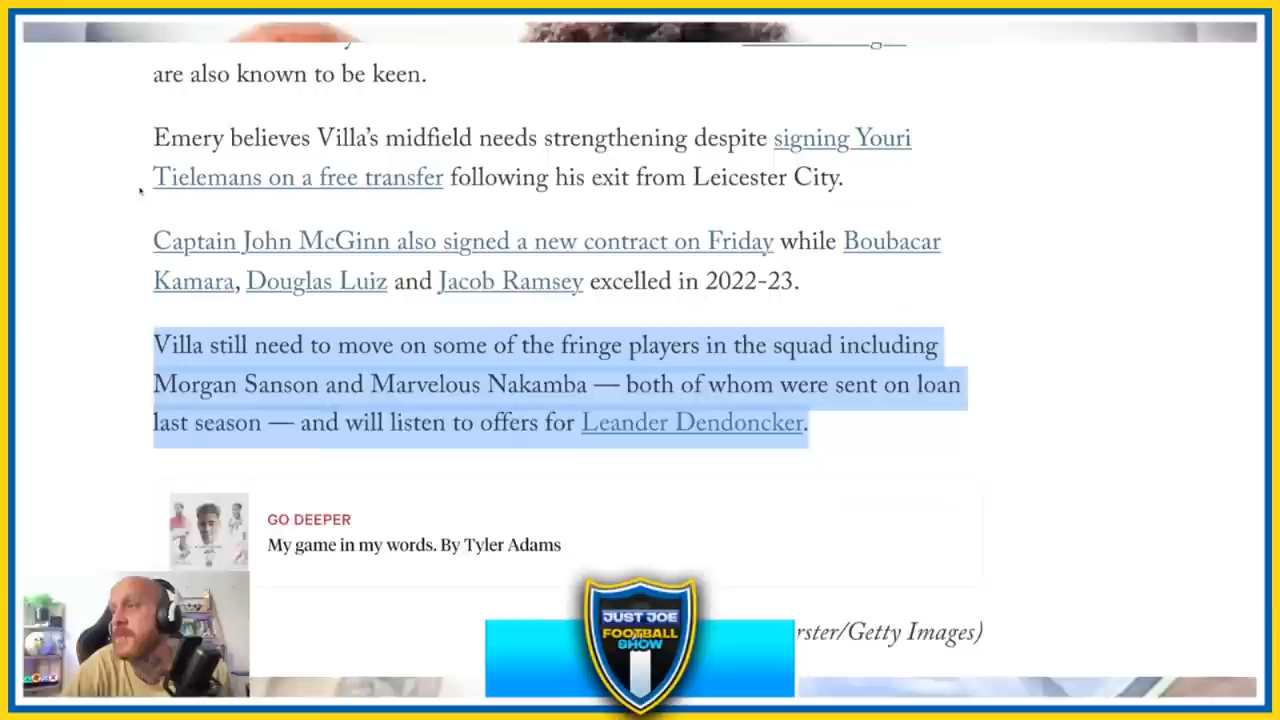 are also known to be keen.
Emery believes Villa’s midfield needs strengthening despite signing Youri
Tielemans on a free transfer following his exit from Leicester City.
Captain John McGinn also signed a new contract on Friday while Boubacar
Kamara, Douglas Luiz and Jacob Ramsey excelled in 2022-23.
Villa still need to move on some of the fringe players in the squad including
Morgan Sanson and Marvelous Nakamba — both of whom were sent on loan
last season — and will listen to offers for Leander Dendoncker.
GO DEEPER
My game in my words. By Tyler Adams
rster/Getty Images)
JUST JOE
FOOTBALL
SHOW